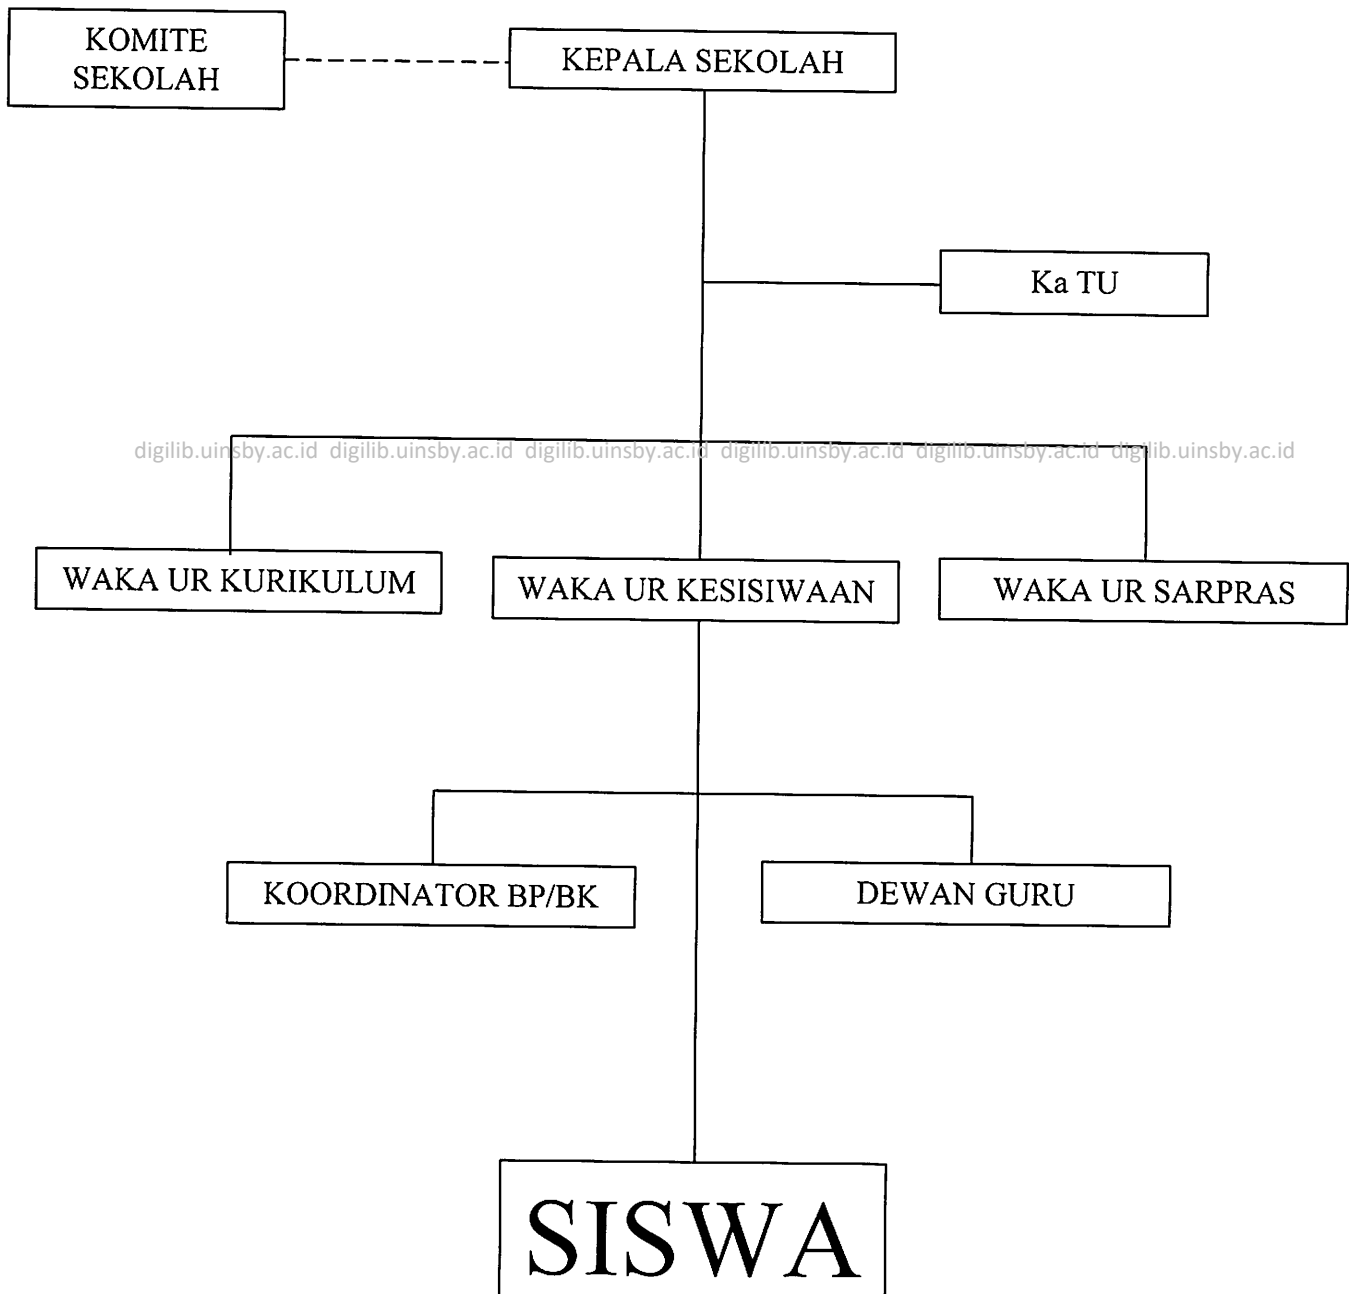 KOMITE
SEKOLAH
KEPALA SEKOLAH
Ka TU
digilib.uinsby.ac.id digilib.uinsby.ac.id digilib.uinsby.ac.id digilib.uinsby.ac.id digilib.uinsby.ac.id digilib.uinsby.ac.id
WAKA UR KURIKULUM
WAKA UR KESISIWAAN
WAKA UR SARPRAS
KOORDINATOR BP/BK
DEWAN GURU
SISWA